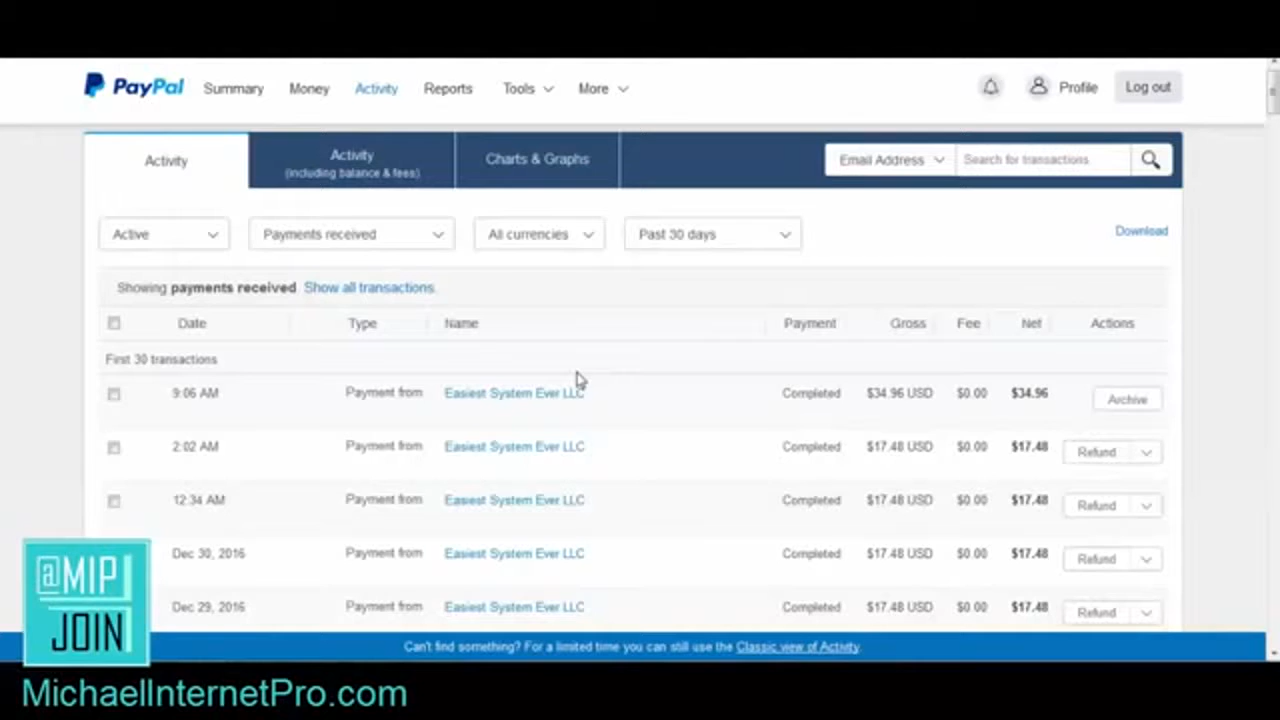 PayPal Summary Money Activity Reports Tools More Profile Log out
Activity Activity (including balance & fees) Charts & Graphs Email Address Search for transactions
Active Payments received All currencies Past 30 days Download
Showing payments received Show all transactions.
Date Type Name Payment Gross Fee Net Actions
First 30 transactions
9:06 AM Payment from Easiest System Ever LLC Completed $34.96 USD $0.00 $34.96 Archive
2:02 AM Payment from Easiest System Ever LLC Completed $17.48 USD $0.00 $17.48 Refund
12:34 AM Payment from Easiest System Ever LLC Completed $17.48 USD $0.00 $17.48 Refund
Dec 30, 2016 Payment from Easiest System Ever LLC Completed $17.48 USD $0.00 $17.48 Refund
Dec 29, 2016 Payment from Easiest System Ever LLC Completed $17.48 USD $0.00 $17.48 Refund
@MIP
JOIN
Can't find something? For a limited time you can still use the Classic view of Activity.
MichaelInternetPro.com